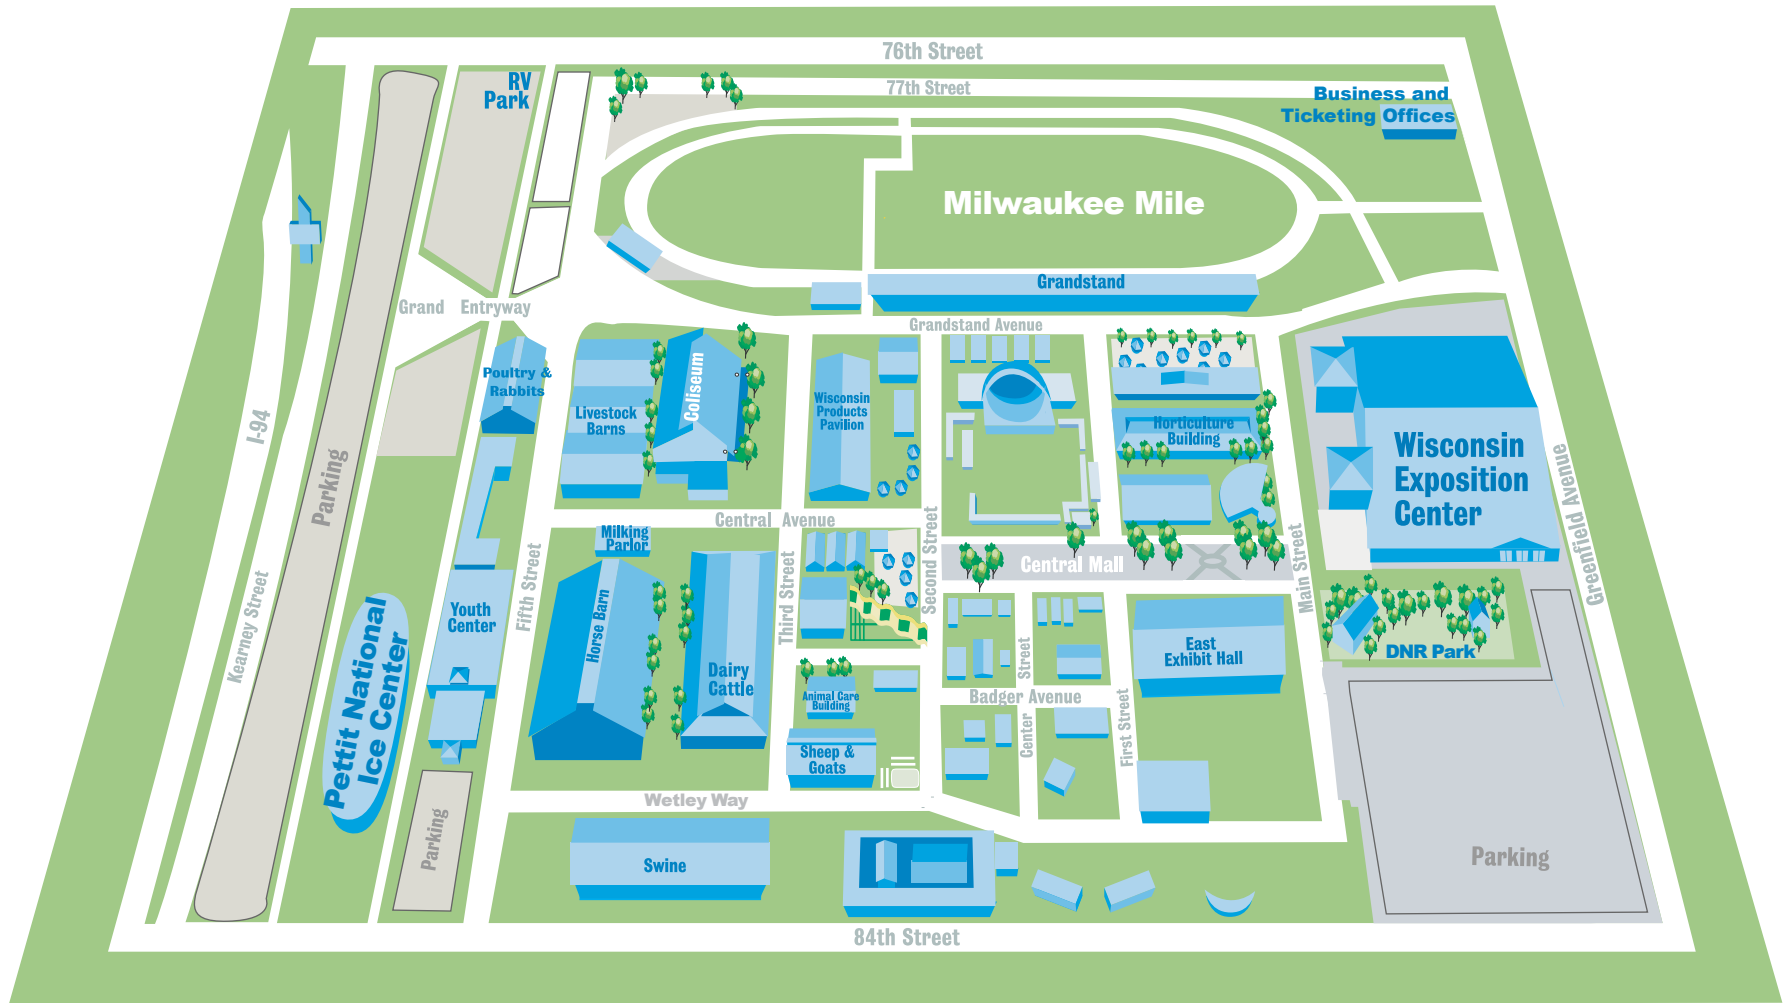 76th Street
77th Street
RV
Park
Business and
Ticketing Offices
Milwaukee Mile
Grandstand
Grand Entryway
Grandstand Avenue
Poultry &
Rabbits
Livestock
Barns
Coliseum
Wisconsin
Products
Pavilion
Horticulture
Building
Wisconsin
Exposition
Center
I-94
Parking
Central Avenue
Milking
Parlor
Second Street
Third Street
Fifth Street
Central Mall
Main Street
Greenfield Avenue
Kearney Street
Pettit National
Ice Center
Youth
Center
Horse Barn
Dairy
Cattle
Animal Care
Building
Sheep &
Goats
Center Street
Badger Avenue
First Street
East
Exhibit Hall
DNR Park
Wetley Way
Parking
Swine
Parking
84th Street